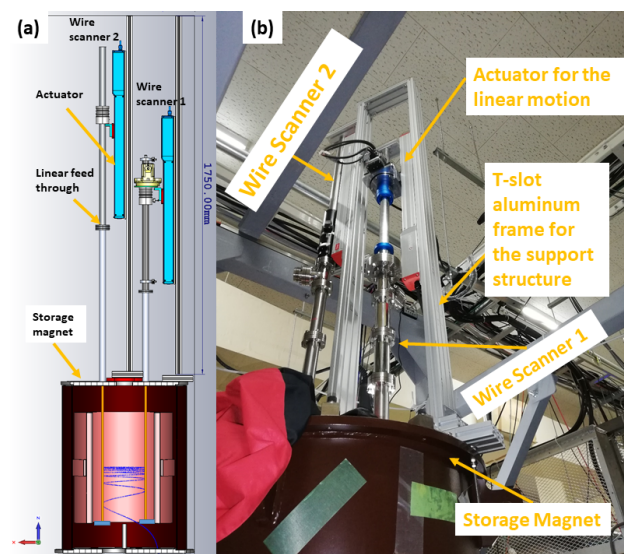 (a)
Wire
scanner 2
Wire
scanner 1
Actuator
Linear feed
through
1750.00mm
Storage
magnet
X
(b)
Wire Scanner 2
Actuator for the
linear motion
T-slot
aluminum
frame for
the support
structure
Wire Scanner 1
Storage Magnet